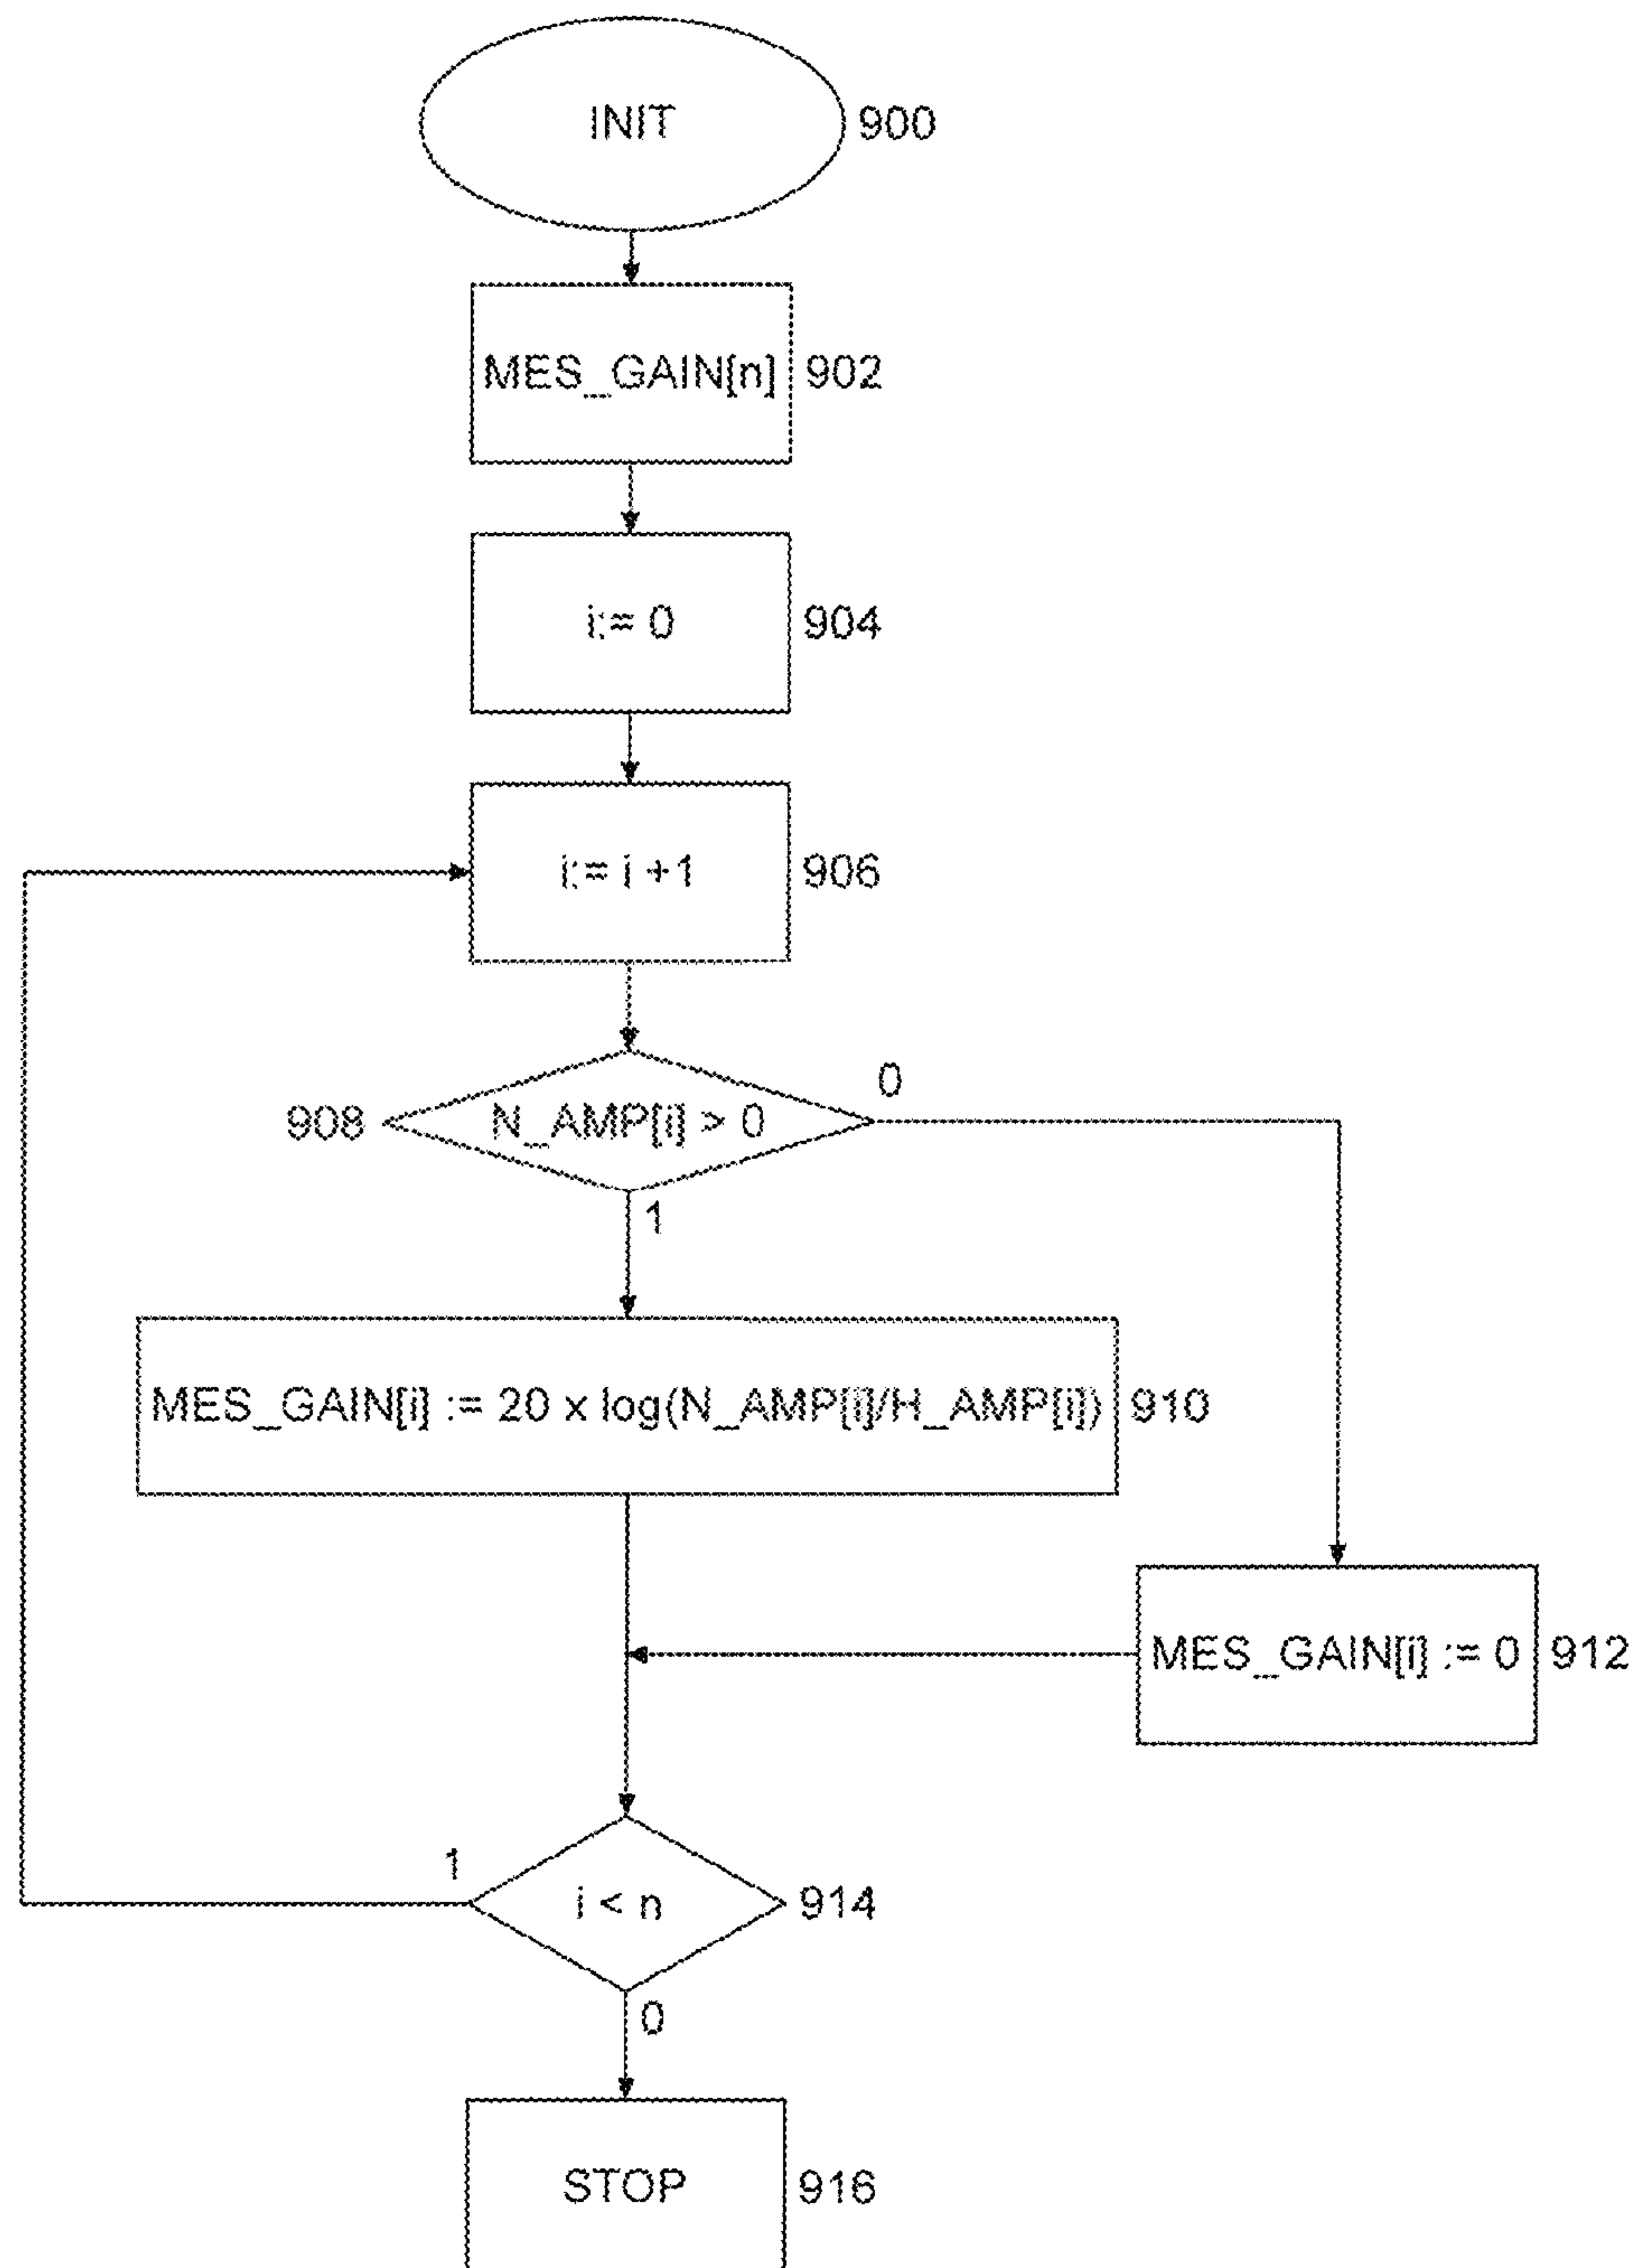 INIT 900
MES_GAIN[n] 902
i:= 0 904
i:= i +1 906
0
908 N_AMP[i] > 0
1
MES_GAIN[i] := 20 x log(N_AMP[i]/H_AMP[i]) 910
MES_GAIN[i] := 0 912
1
i < n 914
0
STOP 916